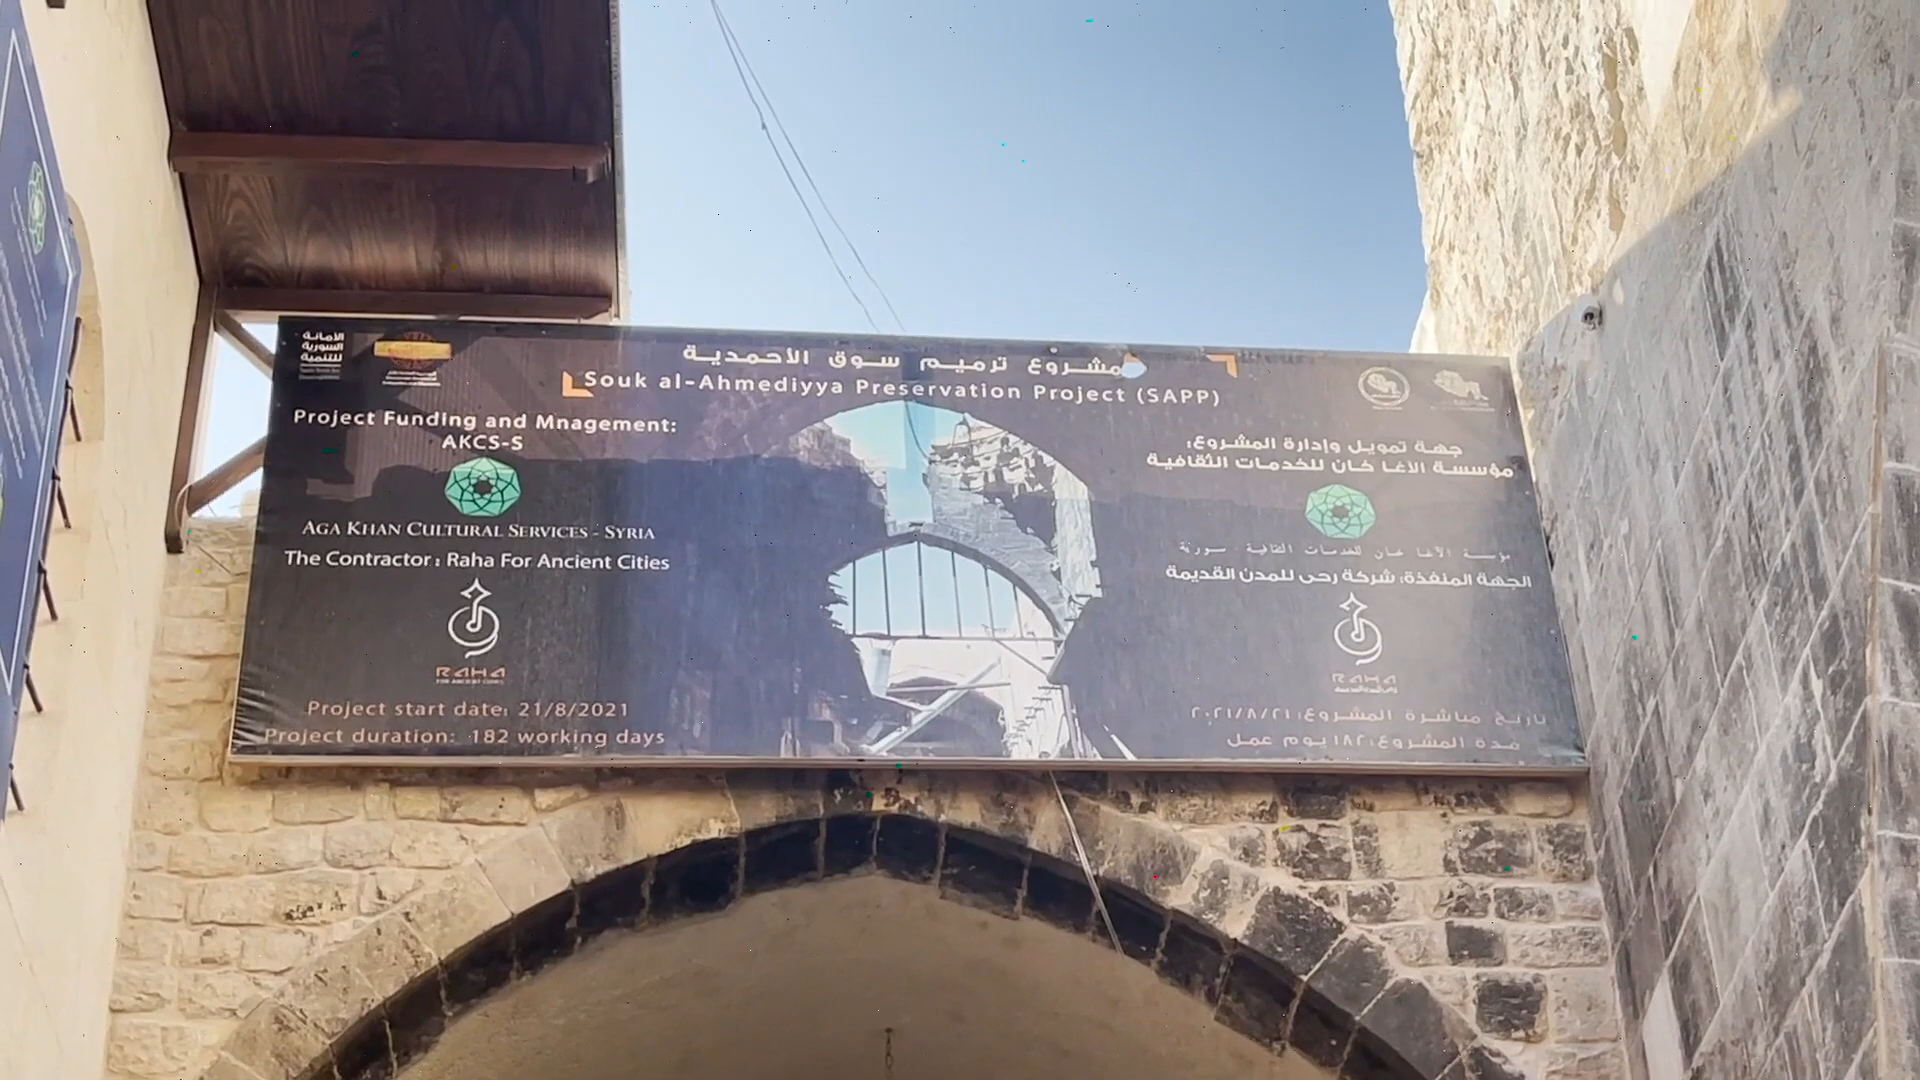 الأمانة
السورية
للتنمية
مشروع ترميم سوق الأحمدية
Souk al-Ahmediyya Preservation Project (SAPP)
Project Funding and Mnagement:
AKCS-S
AGA KHAN CULTURAL SERVICES - SYRIA
The Contractor: Raha For Ancient Cities
RAHA
FOR ANCIENT CITIES
Project start date: 21/8/2021
Project duration: 182 working days
جهة تمويل وإدارة المشروع:
مؤسسة الآغا خان للخدمات الثقافية
مؤسسة الآغا خان للخدمات الثقافية - سورية
الجهة المنفذة: شركة رحى للمدن القديمة
RAHA
تاريخ مباشرة المشروع: ٢٠٢١/٨/٢١
مدة المشروع: ١٨٢ يوم عمل